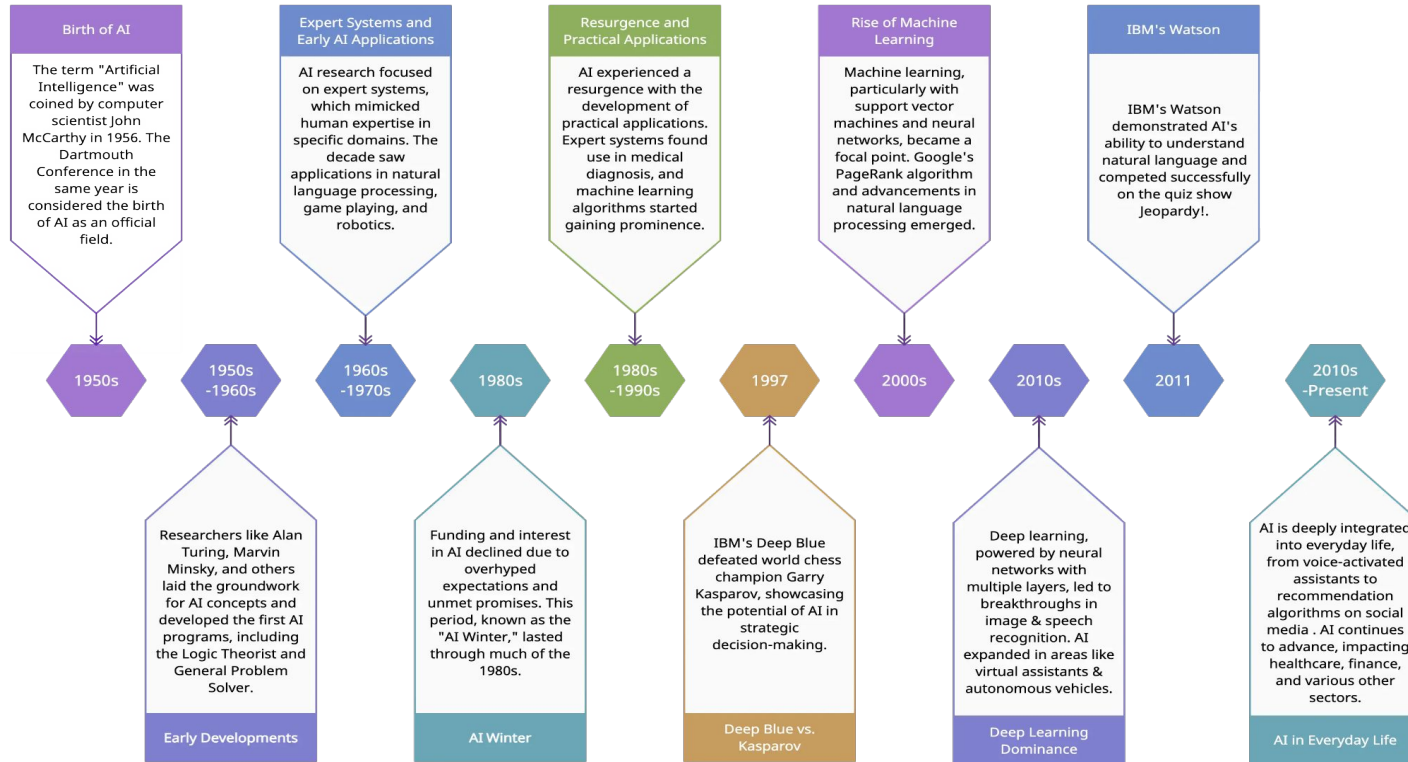 Birth of AI
The term "Artificial
Intelligence" was
coined by computer
scientist John
McCarthy in 1956. The
Dartmouth
Conference in the
same year is
considered the birth
of AI as an official
field.
Expert Systems and
Early AI Applications
AI research focused
on expert systems,
which mimicked
human expertise in
specific domains. The
decade saw
applications in natural
language processing,
game playing, and
robotics.
Resurgence and
Practical Applications
AI experienced a
resurgence with the
development of
practical applications.
Expert systems found
use in medical
diagnosis, and
machine learning
algorithms started
gaining prominence.
Rise of Machine
Learning
Machine learning,
particularly with
support vector
machines and neural
networks, became a
focal point. Google's
PageRank algorithm
and advancements in
natural language
processing emerged.
IBM's Watson
IBM's Watson
demonstrated AI's
ability to understand
natural language and
competed successfully
on the quiz show
Jeopardy!.
1950s
1950s
-1960s
1960s
-1970s
1980s
1980s
-1990s
1997
2000s
2010s
2011
2010s
-Present
Researchers like Alan
Turing, Marvin
Minsky, and others
laid the groundwork
for AI concepts and
developed the first AI
programs, including
the Logic Theorist and
General Problem
Solver.
Early Developments
Funding and interest
in AI declined due to
overhyped
expectations and
unmet promises. This
period, known as the
"AI Winter," lasted
through much of the
1980s.
AI Winter
IBM's Deep Blue
defeated world chess
champion Garry
Kasparov, showcasing
the potential of AI in
strategic
decision-making.
Deep Blue vs.
Kasparov
Deep learning,
powered by neural
networks with
multiple layers, led to
breakthroughs in
image & speech
recognition. AI
expanded in areas like
virtual assistants &
autonomous vehicles.
Deep Learning
Dominance
AI is deeply integrated
into everyday life,
from voice-activated
assistants to
recommendation
algorithms on social
media . AI continues
to advance, impacting
healthcare, finance,
and various other
sectors.
AI in Everyday Life